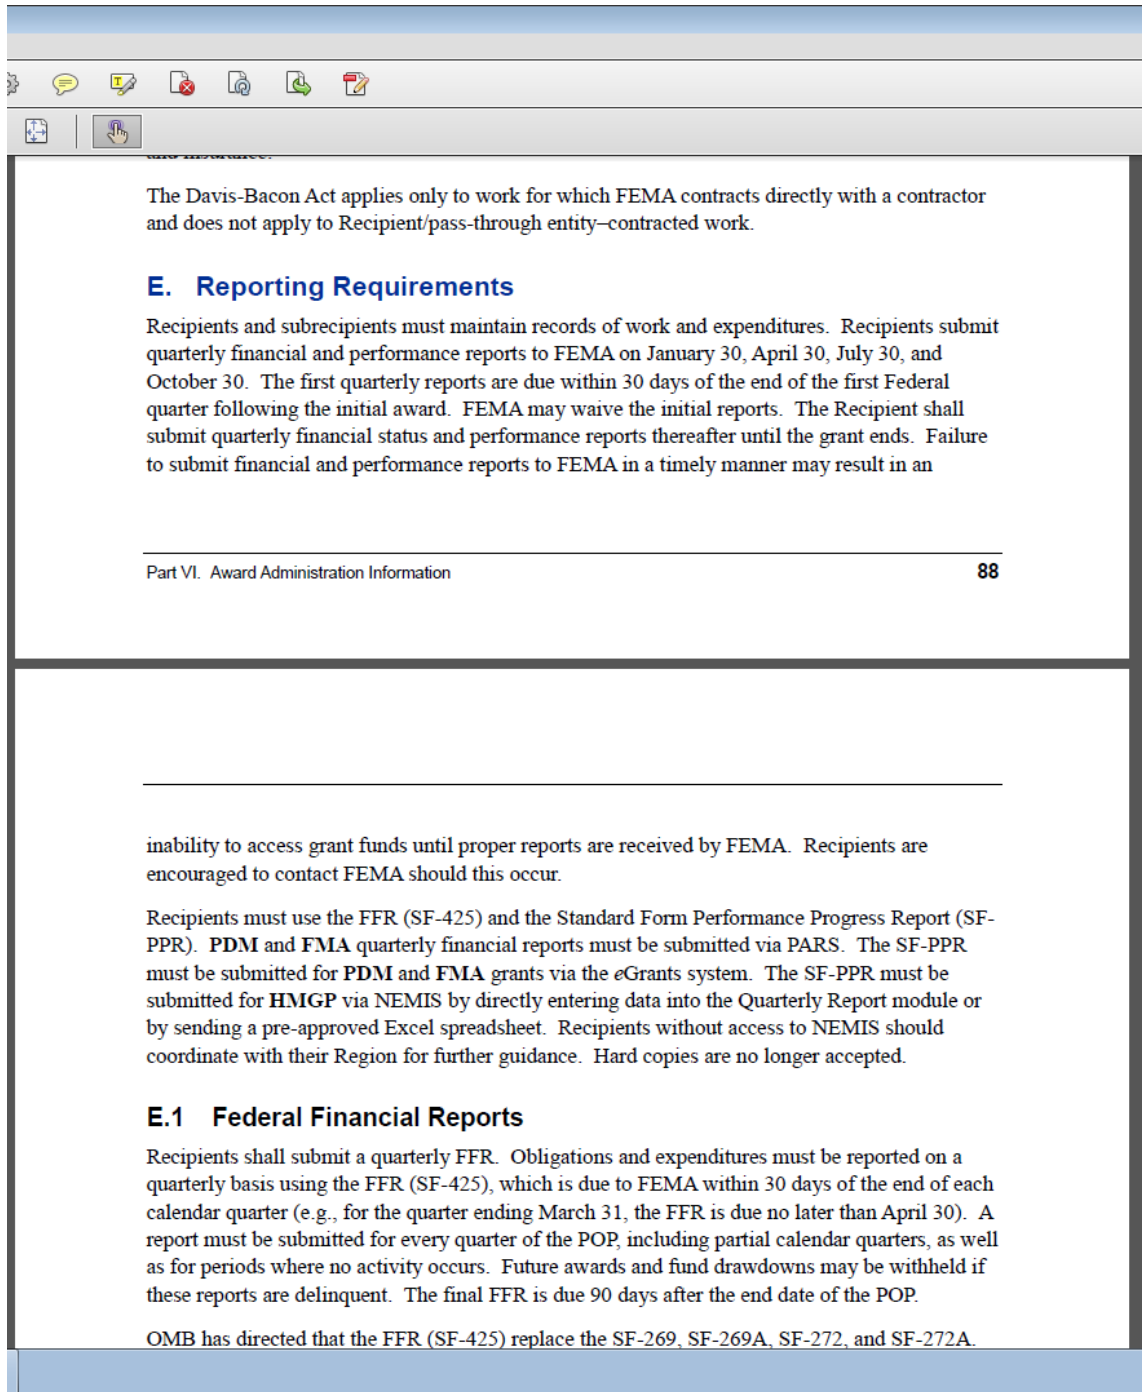 and insurance.
The Davis-Bacon Act applies only to work for which FEMA contracts directly with a contractor
and does not apply to Recipient/pass-through entity–contracted work.
E. Reporting Requirements
Recipients and subrecipients must maintain records of work and expenditures. Recipients submit
quarterly financial and performance reports to FEMA on January 30, April 30, July 30, and
October 30. The first quarterly reports are due within 30 days of the end of the first Federal
quarter following the initial award. FEMA may waive the initial reports. The Recipient shall
submit quarterly financial status and performance reports thereafter until the grant ends. Failure
to submit financial and performance reports to FEMA in a timely manner may result in an
Part VI. Award Administration Information 88
inability to access grant funds until proper reports are received by FEMA. Recipients are
encouraged to contact FEMA should this occur.
Recipients must use the FFR (SF-425) and the Standard Form Performance Progress Report (SF-
PPR). PDM and FMA quarterly financial reports must be submitted via PARS. The SF-PPR
must be submitted for PDM and FMA grants via the eGrants system. The SF-PPR must be
submitted for HMGP via NEMIS by directly entering data into the Quarterly Report module or
by sending a pre-approved Excel spreadsheet. Recipients without access to NEMIS should
coordinate with their Region for further guidance. Hard copies are no longer accepted.
E.1 Federal Financial Reports
Recipients shall submit a quarterly FFR. Obligations and expenditures must be reported on a
quarterly basis using the FFR (SF-425), which is due to FEMA within 30 days of the end of each
calendar quarter (e.g., for the quarter ending March 31, the FFR is due no later than April 30). A
report must be submitted for every quarter of the POP, including partial calendar quarters, as well
as for periods where no activity occurs. Future awards and fund drawdowns may be withheld if
these reports are delinquent. The final FFR is due 90 days after the end date of the POP.
OMB has directed that the FFR (SF-425) replace the SF-269, SF-269A, SF-272, and SF-272A.